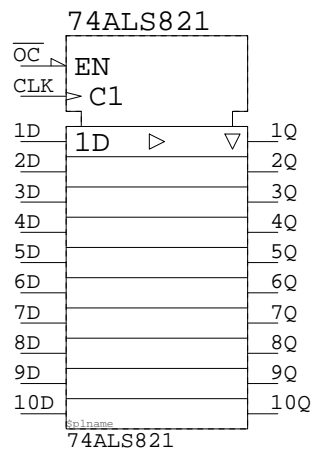 74ALS821
OC EN
CLK C1
1D 1D 1Q
2D 2Q
3D 3Q
4D 4Q
5D 5Q
6D 6Q
7D 7Q
8D 8Q
9D 9Q
10D 10Q
$plname
74ALS821